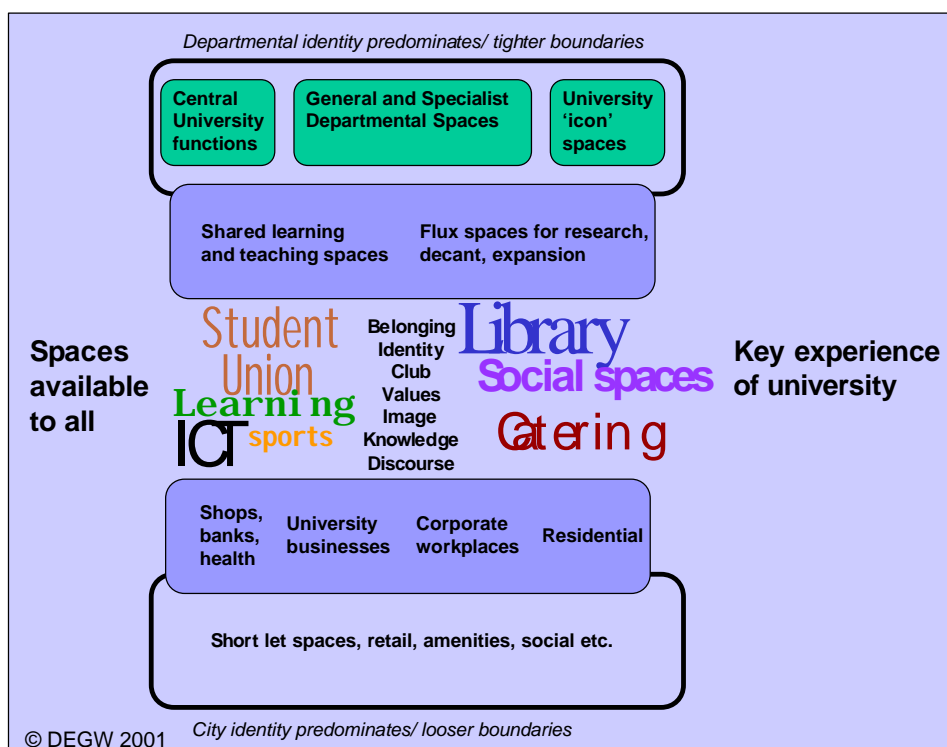 Departmental identity predominates/ tighter boundaries
Central
University
functions
General and Specialist
Departmental Spaces
University
‘icon’
spaces
Shared learning
and teaching spaces
Flux spaces for research,
decant, expansion
Spaces
available
to all
Student
Union
Learning
ICT
sports
Belonging
Identity
Club
Values
Image
Knowledge
Discourse
Library
Social spaces
Catering
Key experience
of university
Shops,
banks,
health
University
businesses
Corporate
workplaces
Residential
Short let spaces, retail, amenities, social etc.
City identity predominates/ looser boundaries
© DEGW 2001